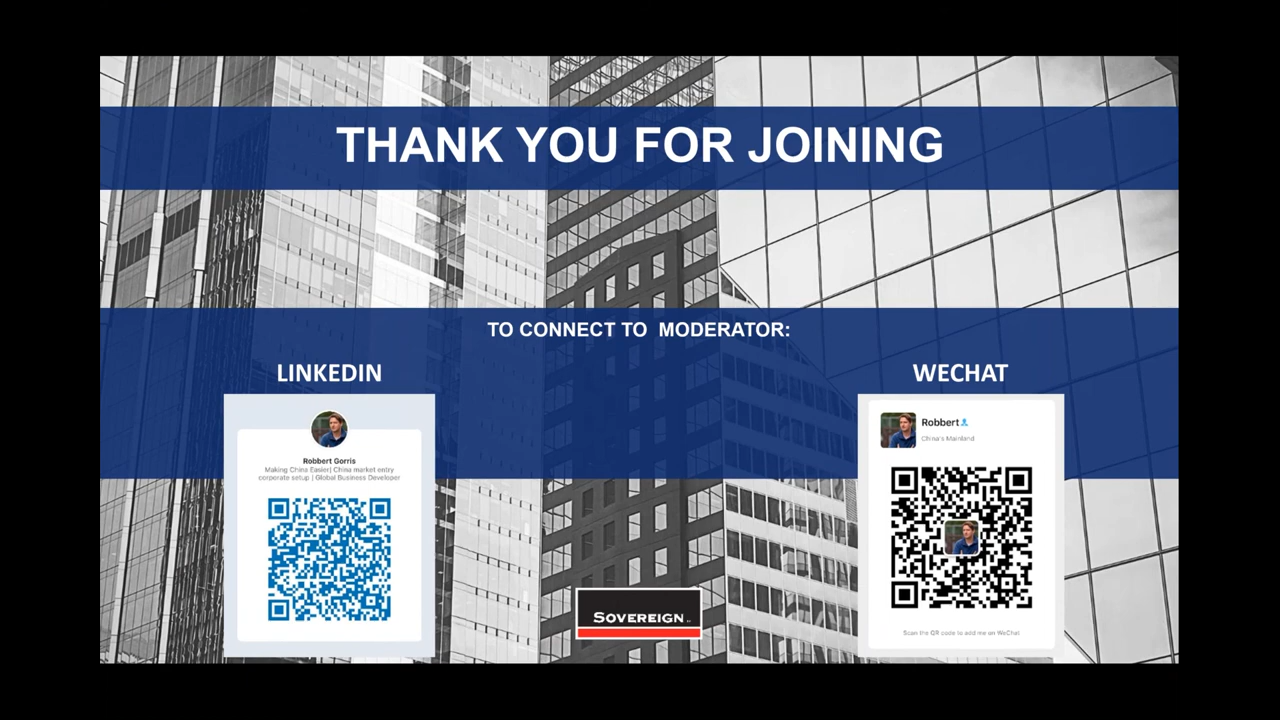 THANK YOU FOR JOINING
TO CONNECT TO MODERATOR:
LINKEDIN
WECHAT
Robbert Gorris
Making China Easier| China market entry
corporate setup | Global Business Developer
Robbert
China's Mainland
SOVEREIGN
Scan the QR code to add me on WeChat